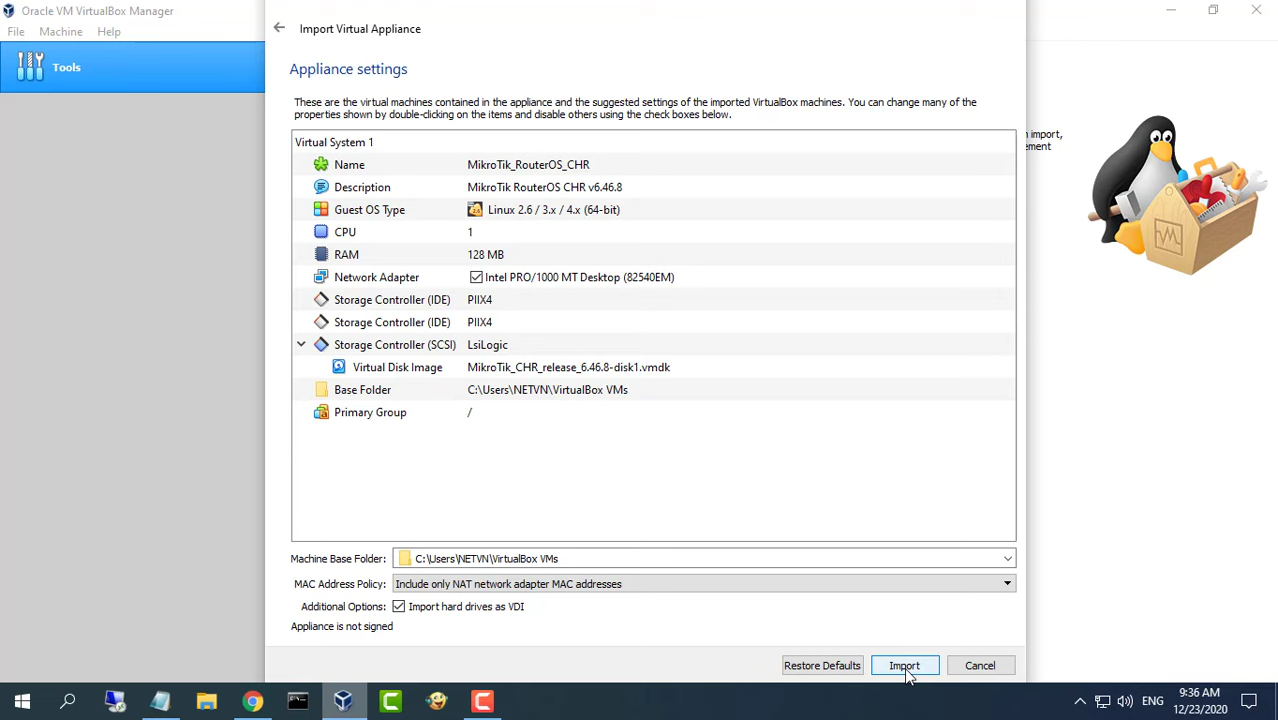 Oracle VM VirtualBox Manager
File Machine Help
Tools
Import Virtual Appliance
Appliance settings
These are the virtual machines contained in the appliance and the suggested settings of the imported VirtualBox machines. You can change many of the
properties shown by double-clicking on the items and disable others using the check boxes below.
n import,
ement
Virtual System 1
Name MikroTik_RouterOS_CHR
Description MikroTik RouterOS CHR v6.46.8
Guest OS Type Linux 2.6 / 3.x / 4.x (64-bit)
CPU 1
RAM 128 MB
Network Adapter Intel PRO/1000 MT Desktop (82540EM)
Storage Controller (IDE) PIIX4
Storage Controller (IDE) PIIX4
Storage Controller (SCSI) LsiLogic
Virtual Disk Image MikroTik_CHR_release_6.46.8-disk1.vmdk
Base Folder C:\Users\NETVN\VirtualBox VMs
Primary Group /
Machine Base Folder: C:\Users\NETVN\VirtualBox VMs
MAC Address Policy: Include only NAT network adapter MAC addresses
Additional Options: Import hard drives as VDI
Appliance is not signed
Restore Defaults Import Cancel
ENG
9:36 AM
12/23/2020